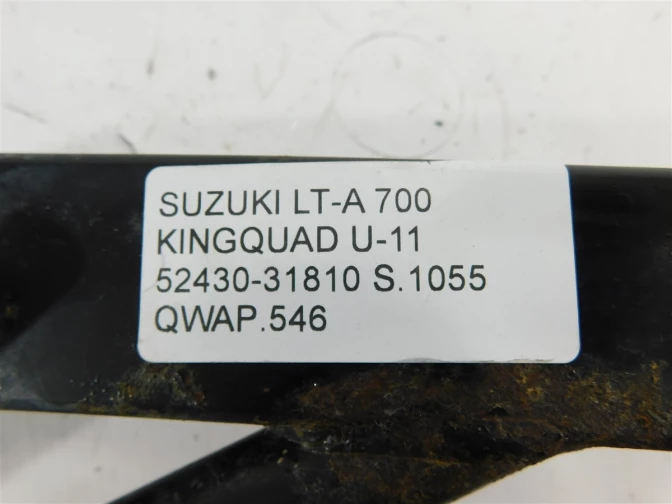 SUZUKI LT-A 700
KINGQUAD U-11
52430-31810 S.1055
QWAP.546